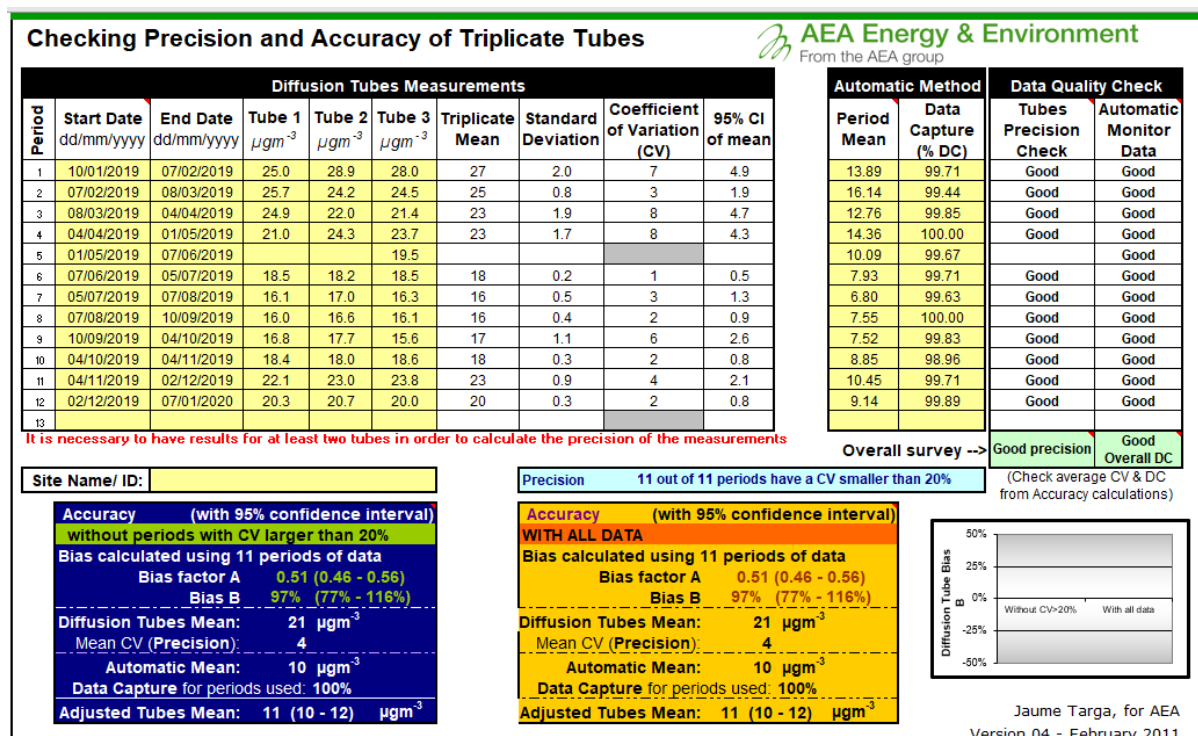 Checking Precision and Accuracy of Triplicate Tubes
AEA Energy & Environment
From the AEA group
Diffusion Tubes Measurements
Automatic Method
Data Quality Check
Period
Start Date dd/mm/yyyy
End Date dd/mm/yyyy
Tube 1 µgm-3
Tube 2 µgm-3
Tube 3 µgm-3
Triplicate Mean
Standard Deviation
Coefficient of Variation (CV)
95% CI of mean
Period Mean
Data Capture (% DC)
Tubes Precision Check
Automatic Monitor Data
1 10/01/2019 07/02/2019 25.0 28.9 28.0 27 2.0 7 4.9 13.89 99.71 Good Good
2 07/02/2019 08/03/2019 25.7 24.2 24.5 25 0.8 3 1.9 16.14 99.44 Good Good
3 08/03/2019 04/04/2019 24.9 22.0 21.4 23 1.9 8 4.7 12.76 99.85 Good Good
4 04/04/2019 01/05/2019 21.0 24.3 23.7 23 1.7 8 4.3 14.36 100.00 Good Good
5 01/05/2019 07/06/2019 19.5 10.09 99.67 Good
6 07/06/2019 05/07/2019 18.5 18.2 18.5 18 0.2 1 0.5 7.93 99.71 Good Good
7 05/07/2019 07/08/2019 16.1 17.0 16.3 16 0.5 3 1.3 6.80 99.63 Good Good
8 07/08/2019 10/09/2019 16.0 16.6 16.1 16 0.4 2 0.9 7.55 100.00 Good Good
9 10/09/2019 04/10/2019 16.8 17.7 15.6 17 1.1 6 2.6 7.52 99.83 Good Good
10 04/10/2019 04/11/2019 18.4 18.0 18.6 18 0.3 2 0.8 8.85 98.96 Good Good
11 04/11/2019 02/12/2019 22.1 23.0 23.8 23 0.9 4 2.1 10.45 99.71 Good Good
12 02/12/2019 07/01/2020 20.3 20.7 20.0 20 0.3 2 0.8 9.14 99.89 Good Good
13
It is necessary to have results for at least two tubes in order to calculate the precision of the measurements
Overall survey --> Good precision Good Overall DC
(Check average CV & DC
from Accuracy calculations)
Site Name/ ID:
Precision 11 out of 11 periods have a CV smaller than 20%
Accuracy (with 95% confidence interval)
without periods with CV larger than 20%
Bias calculated using 11 periods of data
Bias factor A 0.51 (0.46 - 0.56)
Bias B 97% (77% - 116%)
Diffusion Tubes Mean: 21 µgm-3
Mean CV (Precision): 4
Automatic Mean: 10 µgm-3
Data Capture for periods used: 100%
Adjusted Tubes Mean: 11 (10 - 12) µgm-3
Accuracy (with 95% confidence interval)
WITH ALL DATA
Bias calculated using 11 periods of data
Bias factor A 0.51 (0.46 - 0.56)
Bias B 97% (77% - 116%)
Diffusion Tubes Mean: 21 µgm-3
Mean CV (Precision): 4
Automatic Mean: 10 µgm-3
Data Capture for periods used: 100%
Adjusted Tubes Mean: 11 (10 - 12) µgm-3
Diffusion Tube Bias B
50%
25%
0%
-25%
-50%
Without CV>20% With all data
Jaume Targa, for AEA
Version 04 - February 2011